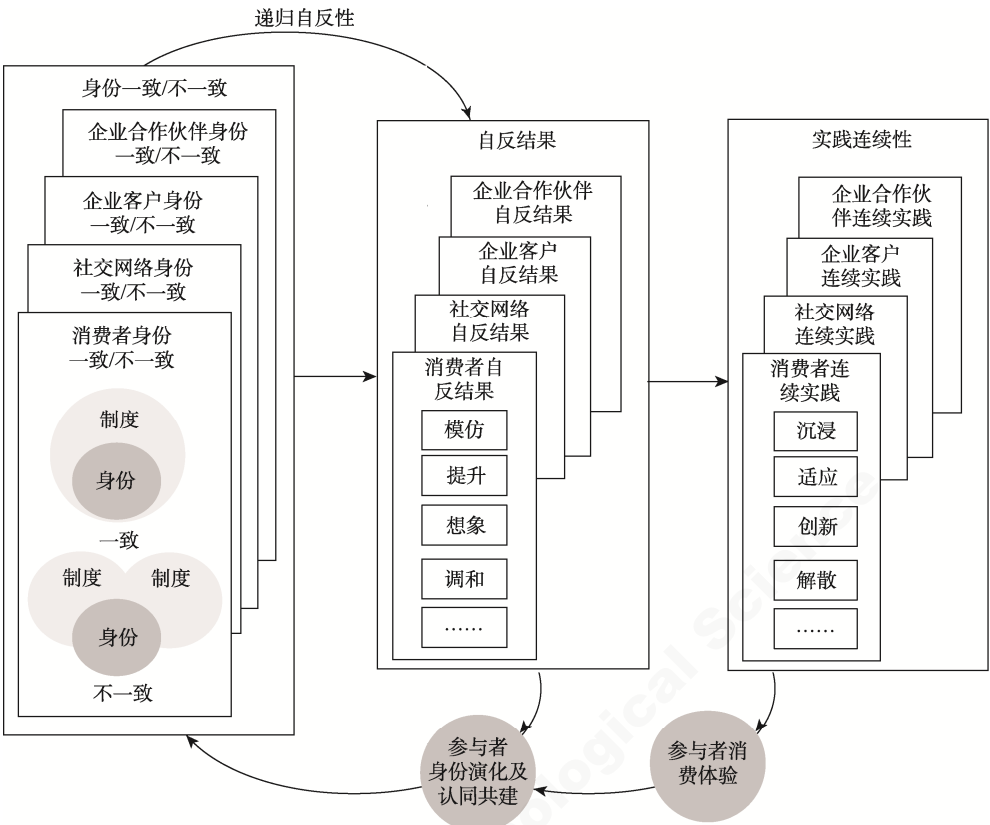 递归自反性
身份一致/不一致
企业合作伙伴身份
一致/不一致
企业客户身份
一致/不一致
社交网络身份
一致/不一致
消费者身份
一致/不一致
制度
身份
一致
制度
制度
身份
不一致
自反结果
企业合作伙伴
自反结果
企业客户
自反结果
社交网络
自反结果
消费者自
反结果
模仿
提升
想象
调和
……
实践连续性
企业合作伙
伴连续实践
企业客户
连续实践
社交网络
连续实践
消费者连
续实践
沉浸
适应
创新
解散
……
参与者
身份演化及
认同共建
参与者消
费体验
ological Science